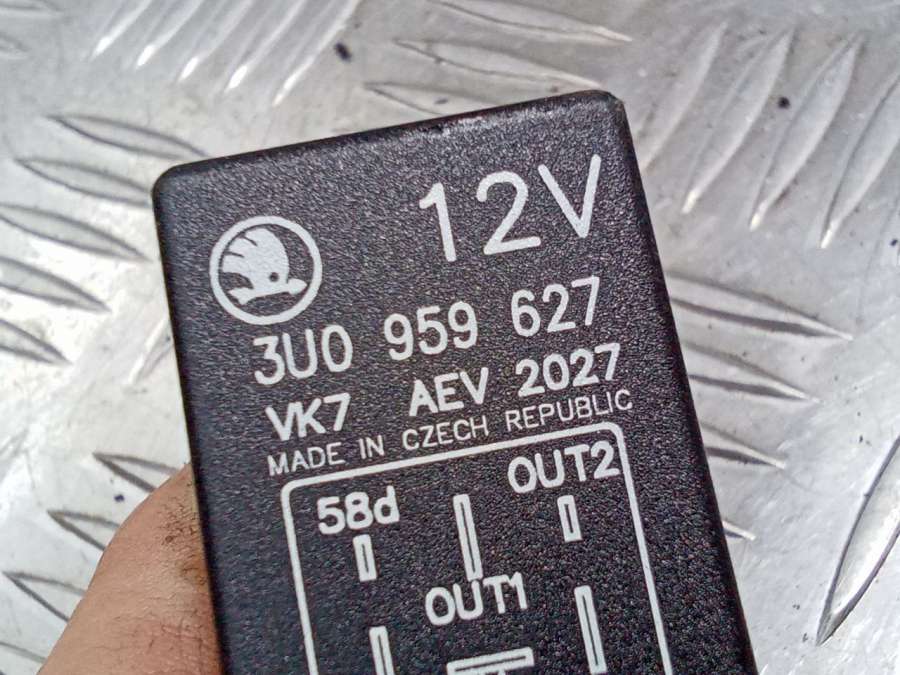 12V
3U0 959 627
VK7 AEV 2027
MADE IN CZECH REPUBLIC
58d OUT2
OUT1